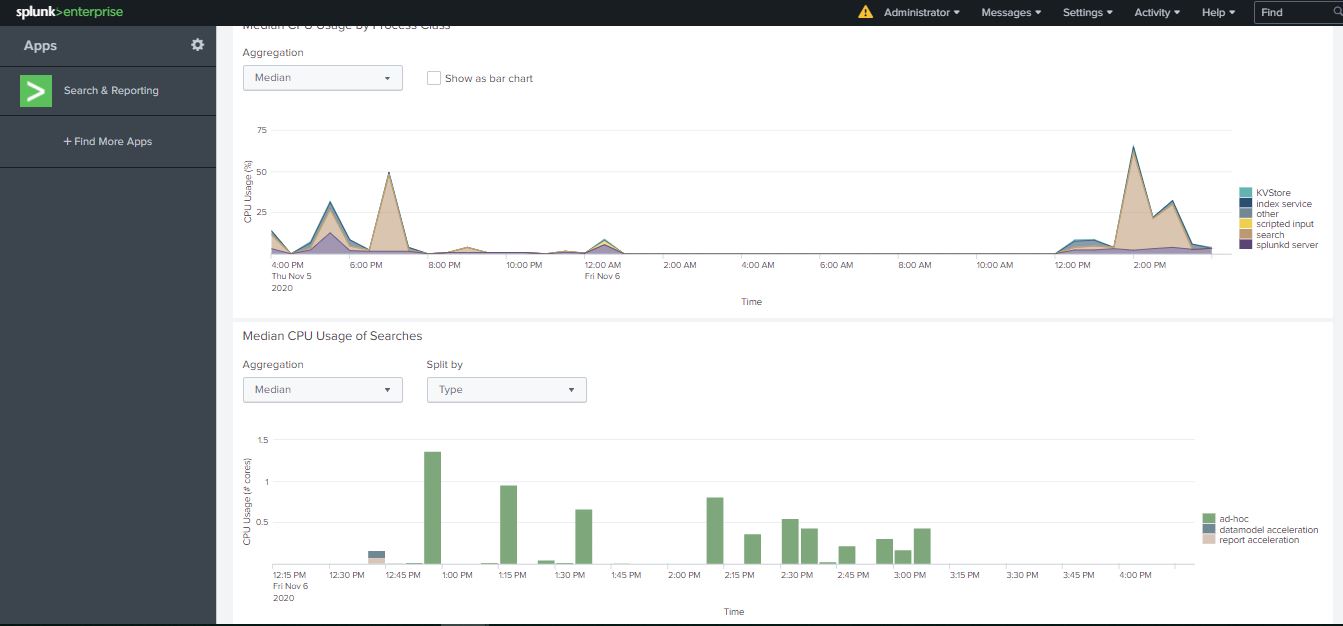 splunk>enterprise
Administrator
Messages
Settings
Activity
Help
Find
Apps
Search & Reporting
+ Find More Apps
Median CPU Usage by Process Class
Aggregation
Median
Show as bar chart
75
50
25
CPU Usage (%)
4:00 PM 6:00 PM 8:00 PM 10:00 PM 12:00 AM 2:00 AM 4:00 AM 6:00 AM 8:00 AM 10:00 AM 12:00 PM 2:00 PM
Thu Nov 5 Fri Nov 6
2020
Time
KVStore
index service
other
scripted input
search
splunkd server
Median CPU Usage of Searches
Aggregation Split by
Median Type
1.5
1
0.5
CPU Usage (# cores)
12:15 PM 12:30 PM 12:45 PM 1:00 PM 1:15 PM 1:30 PM 1:45 PM 2:00 PM 2:15 PM 2:30 PM 2:45 PM 3:00 PM 3:15 PM 3:30 PM 3:45 PM 4:00 PM
Fri Nov 6
2020
Time
ad-hoc
datamodel acceleration
report acceleration